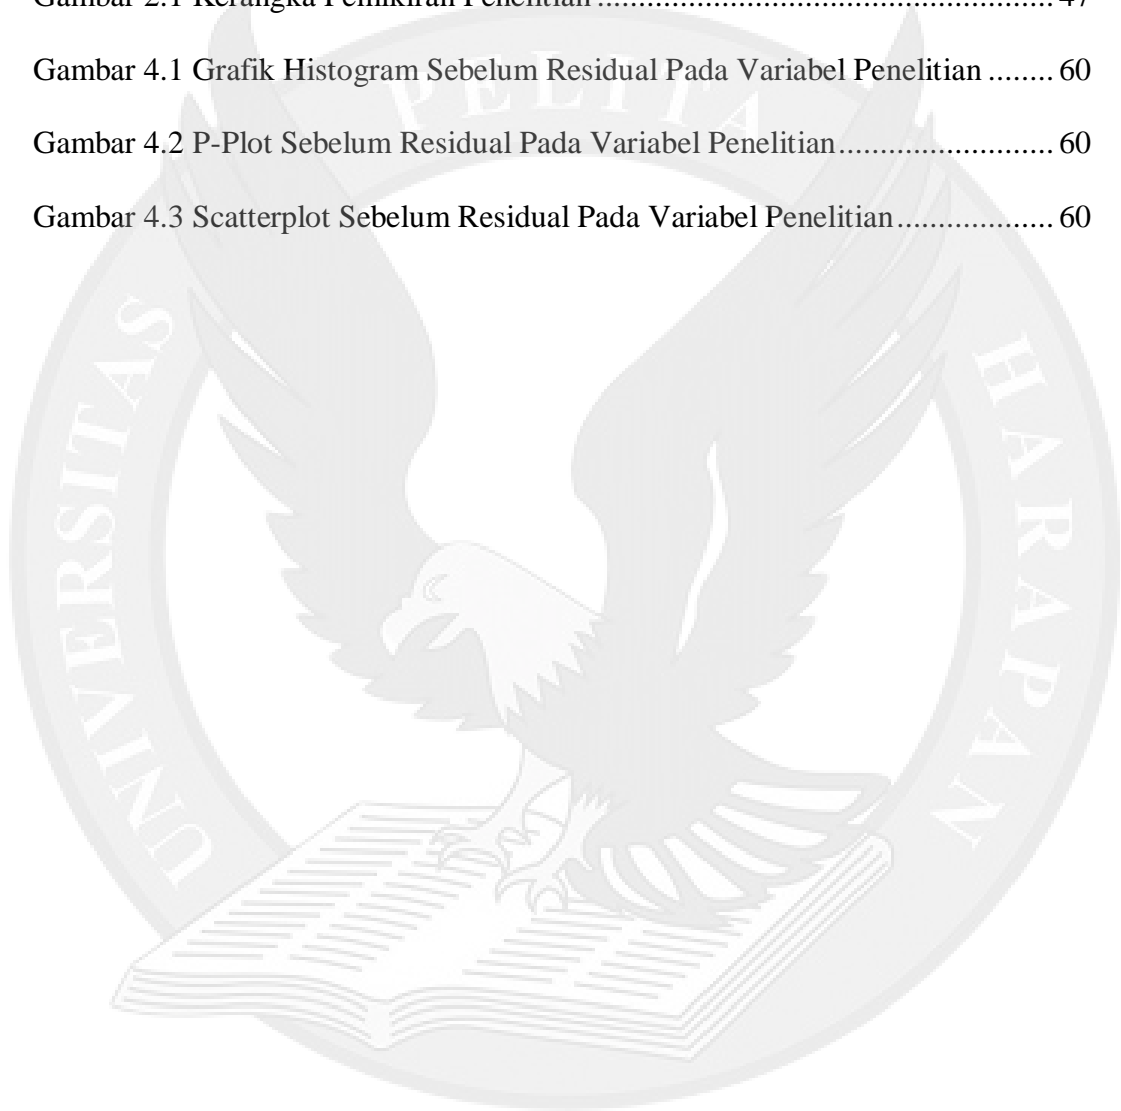 Gambar 2.1 Kerangka Pemikiran Penelitian ........................................................ 47
Gambar 4.1 Grafik Histogram Sebelum Residual Pada Variabel Penelitian ........ 60
Gambar 4.2 P-Plot Sebelum Residual Pada Variabel Penelitian ........................ 60
Gambar 4.3 Scatterplot Sebelum Residual Pada Variabel Penelitian .................. 60
UNIVERSITAS PELITA HARAPAN